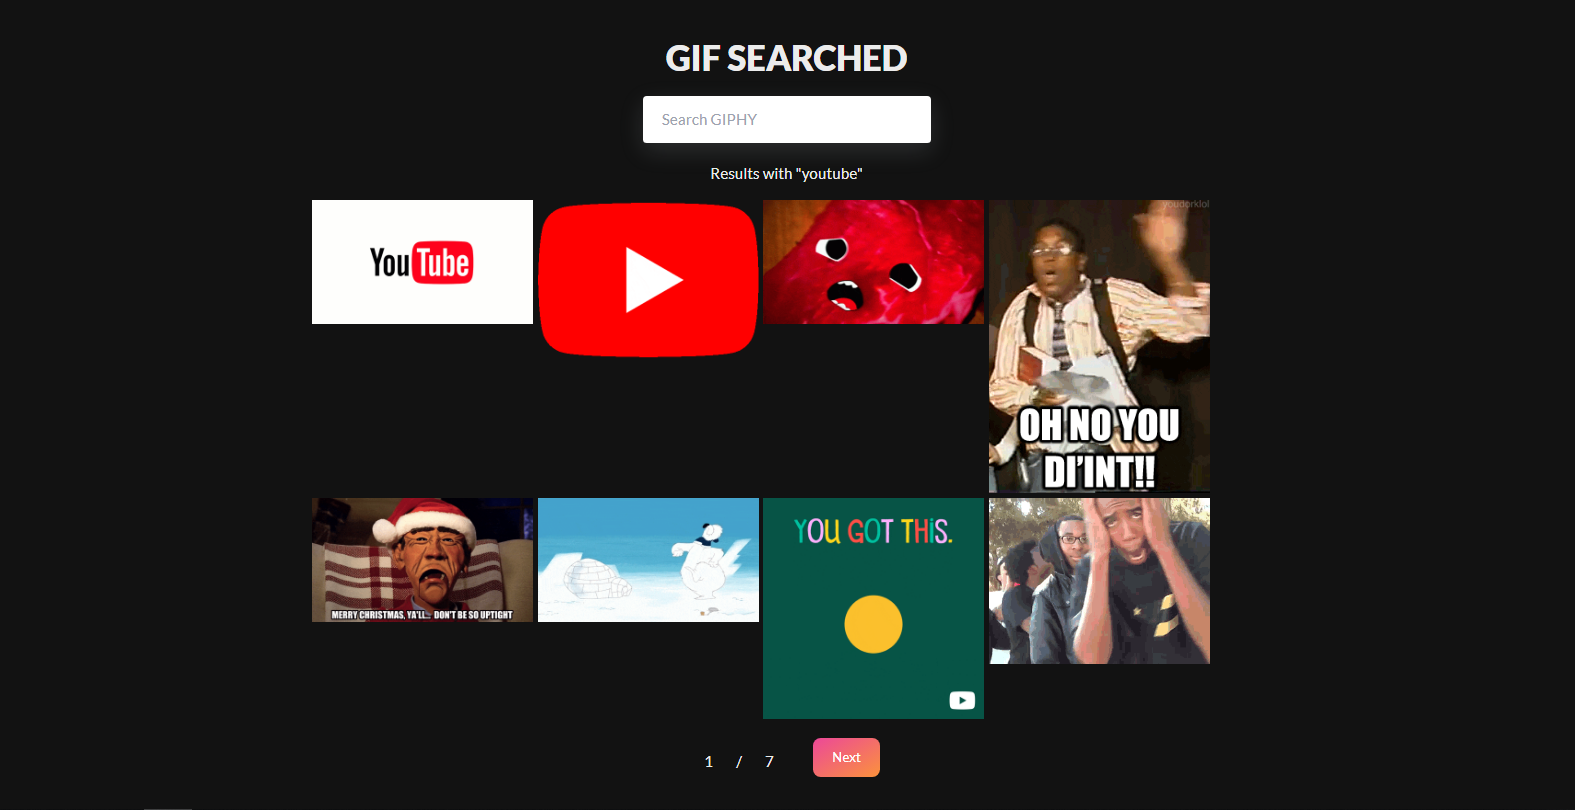 GIF SEARCHED
Search GIPHY
Results with "youtube"
YouTube
youdorklol
OH NO YOU
DI'INT!!
MERRY CHRISTMAS, YA'LL... DON'T BE SO UPTIGHT
YOU GOT THiS.
1 / 7 Next